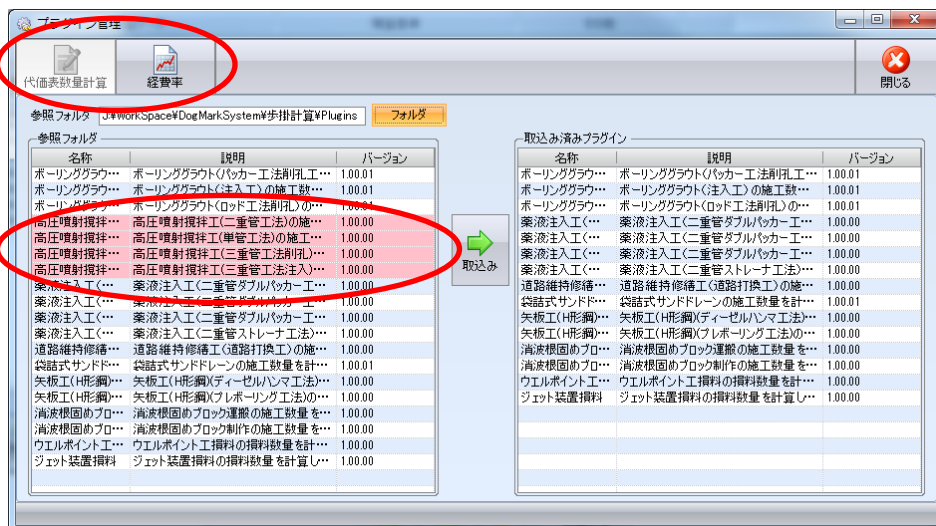 プラグイン管理
代価表数量計算 経費率 閉じる
参照フォルダ J:¥WorkSpace¥DogMarkSystem¥歩掛計算¥Plugins フォルダ
参照フォルダ
名称 説明 バージョン
ボーリンググラウ… ボーリンググラウト(パッカー工法削孔工… 1.00.01
ボーリンググラウ… ボーリンググラウト(注入工)の施工数… 1.00.01
ボーリンググラウ… ボーリンググラウト(ロッド工法削孔)の… 1.00.01
高圧噴射撹拌… 高圧噴射撹拌工(二重管工法)の施… 1.00.00
高圧噴射撹拌… 高圧噴射撹拌工(単管工法)の施工… 1.00.00
高圧噴射撹拌… 高圧噴射撹拌工(三重管工法削孔)… 1.00.00
高圧噴射撹拌… 高圧噴射撹拌工(三重管工法注入)… 1.00.00
薬液注入工(… 薬液注入工(二重管ダブルパッカー工… 1.00.00
薬液注入工(… 薬液注入工(二重管ダブルパッカー工… 1.00.00
薬液注入工(… 薬液注入工(二重管ダブルパッカー工… 1.00.00
薬液注入工(… 薬液注入工(二重管ストレーナ工法)… 1.00.00
道路維持修繕… 道路維持修繕工(道路打換工)の施… 1.00.00
袋詰式サンドド… 袋詰式サンドドレーンの施工数量を計… 1.00.01
矢板工(H形鋼)… 矢板工(H形鋼)(ディーゼルハンマ工法)… 1.00.00
矢板工(H形鋼)… 矢板工(H形鋼)(プレボーリング工法)の… 1.00.00
消波根固めブロ… 消波根固めブロック運搬の施工数量を… 1.00.00
消波根固めブロ… 消波根固めブロック制作の施工数量を… 1.00.00
ウエルポイント工… ウエルポイント工損料の損料数量を計… 1.00.00
ジェット装置損料 ジェット装置損料の損料数量を計算し… 1.00.00
取込み
取込み済みプラグイン
名称 説明 バージョン
ボーリンググラウ… ボーリンググラウト(パッカー工法削孔工… 1.00.01
ボーリンググラウ… ボーリンググラウト(注入工)の施工数… 1.00.01
ボーリンググラウ… ボーリンググラウト(ロッド工法削孔)の… 1.00.01
薬液注入工(… 薬液注入工(二重管ダブルパッカー工… 1.00.00
薬液注入工(… 薬液注入工(二重管ダブルパッカー工… 1.00.00
薬液注入工(… 薬液注入工(二重管ダブルパッカー工… 1.00.00
薬液注入工(… 薬液注入工(二重管ストレーナ工法)… 1.00.00
道路維持修繕… 道路維持修繕工(道路打換工)の施… 1.00.00
袋詰式サンドド… 袋詰式サンドドレーンの施工数量を計… 1.00.01
矢板工(H形鋼)… 矢板工(H形鋼)(ディーゼルハンマ工法)… 1.00.00
矢板工(H形鋼)… 矢板工(H形鋼)(プレボーリング工法)の… 1.00.00
消波根固めブロ… 消波根固めブロック運搬の施工数量を… 1.00.00
消波根固めブロ… 消波根固めブロック制作の施工数量を… 1.00.00
ウエルポイント工… ウエルポイント工損料の損料数量を計… 1.00.00
ジェット装置損料 ジェット装置損料の損料数量を計算し… 1.00.00